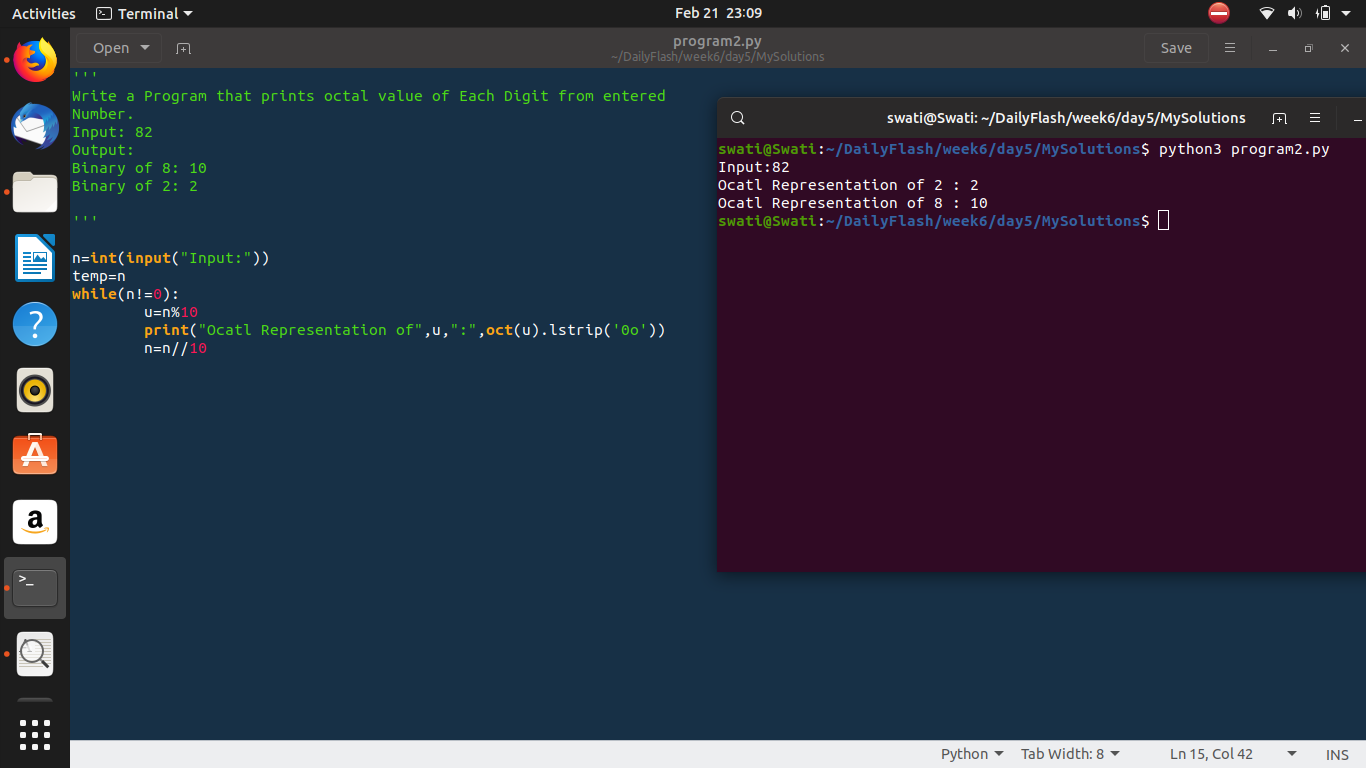 Activities Terminal Feb 21 23:09
Open program2.py Save
~/DailyFlash/week6/day5/MySolutions
'''
Write a Program that prints octal value of Each Digit from entered
Number.
Input: 82
Output:
Binary of 8: 10
Binary of 2: 2
'''
n=int(input("Input:"))
temp=n
while(n!=0):
u=n%10
print("Ocatl Representation of",u,":",oct(u).lstrip('0o'))
n=n//10
swati@Swati: ~/DailyFlash/week6/day5/MySolutions
swati@Swati:~/DailyFlash/week6/day5/MySolutions$ python3 program2.py
Input:82
Ocatl Representation of 2 : 2
Ocatl Representation of 8 : 10
swati@Swati:~/DailyFlash/week6/day5/MySolutions$
?
A
a
>_
Python Tab Width: 8 Ln 15, Col 42 INS